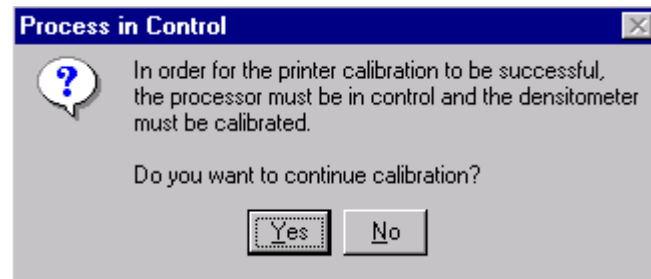 Process in Control
In order for the printer calibration to be successful,
the processor must be in control and the densitometer
must be calibrated.
Do you want to continue calibration?
Yes No